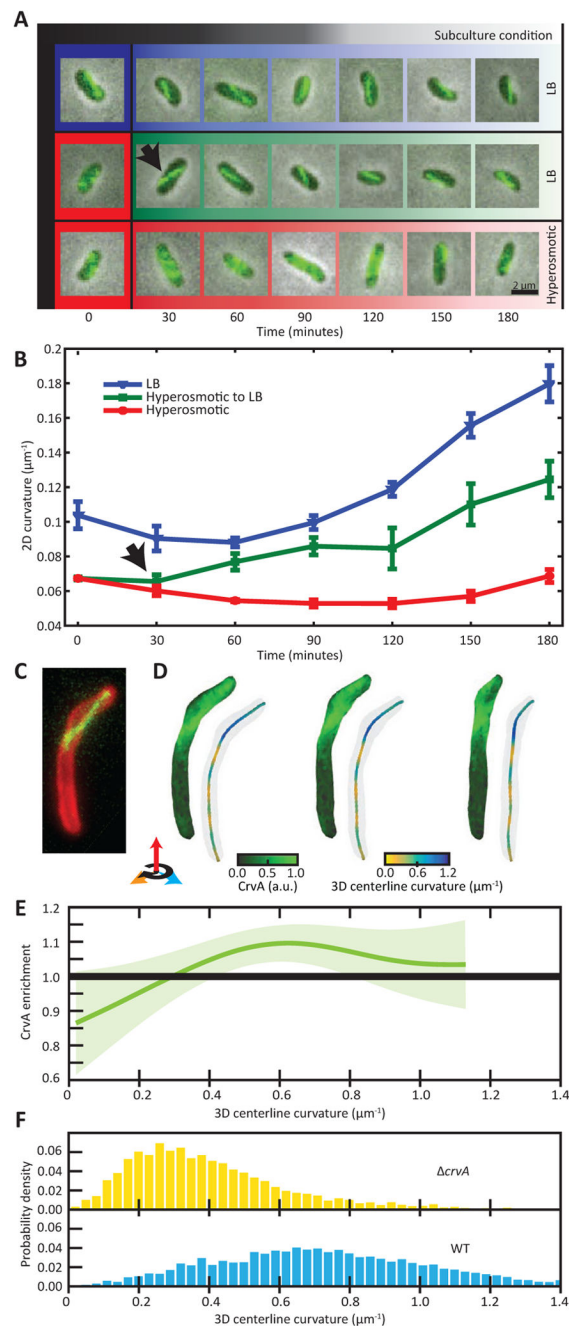 A
Subculture condition
LB
LB
Hyperosmotic
2 µm
0 30 60 90 120 150 180
Time (minutes)
B
0.2
0.18
0.16
0.14
0.12
0.1
0.08
0.06
0.04
2D curvature (µm⁻¹)
LB
Hyperosmotic to LB
Hyperosmotic
0 30 60 90 120 150 180
Time (minutes)
C D
0.0 0.5 1.0
CrvA (a.u.)
0.0 0.6 1.2
3D centerline curvature (µm⁻¹)
E
1.2
1.1
1.0
0.9
0.8
0.6
CrvA enrichment
0 0.2 0.4 0.6 0.8 1.0 1.2 1.4
3D centerline curvature (µm⁻¹)
F
Probability density
0.06
0.04
0.02
0.00
ΔcrvA
0.06
0.04
0.02
0.00
WT
0 0.2 0.4 0.6 0.8 1.0 1.2 1.4
3D centerline curvature (µm⁻¹)